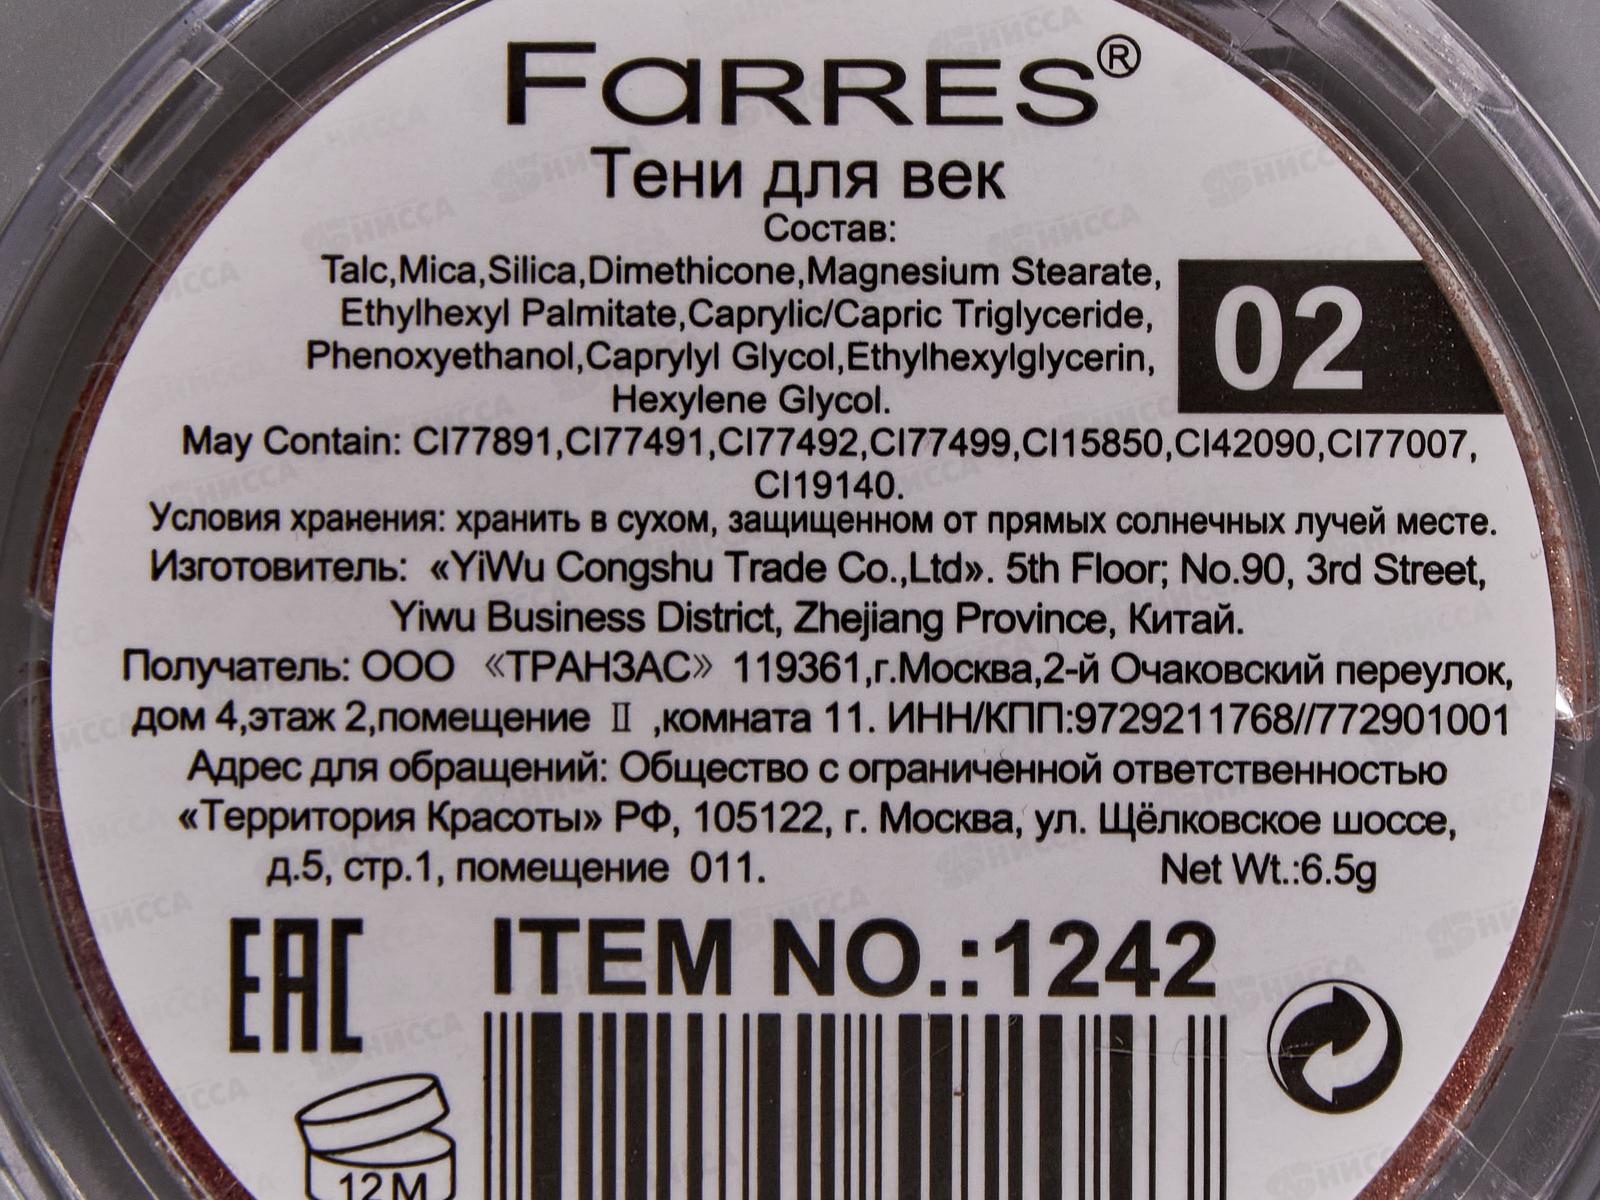 FaRRES®
Тени для век
Состав:
Talc,Mica,Silica,Dimethicone,Magnesium Stearate,
Ethylhexyl Palmitate,Caprylic/Capric Triglyceride,
Phenoxyethanol,Caprylyl Glycol,Ethylhexylglycerin,
Hexylene Glycol.
02
May Contain: CI77891,CI77491,CI77492,CI77499,CI15850,CI42090,CI77007,
CI19140.
Условия хранения: хранить в сухом, защищенном от прямых солнечных лучей месте.
Изготовитель: «YiWu Congshu Trade Co.,Ltd». 5th Floor; No.90, 3rd Street,
Yiwu Business District, Zhejiang Province, Китай.
Получатель: ООО «ТРАНЗАС» 119361,г.Москва,2-й Очаковский переулок,
дом 4,этаж 2,помещение II ,комната 11. ИНН/КПП:9729211768//772901001
Адрес для обращений: Общество с ограниченной ответственностью
«Территория Красоты» РФ, 105122, г. Москва, ул. Щёлковское шоссе,
д.5, стр.1, помещение 011. Net Wt.:6.5g
EAC
ITEM NO.:1242
12M